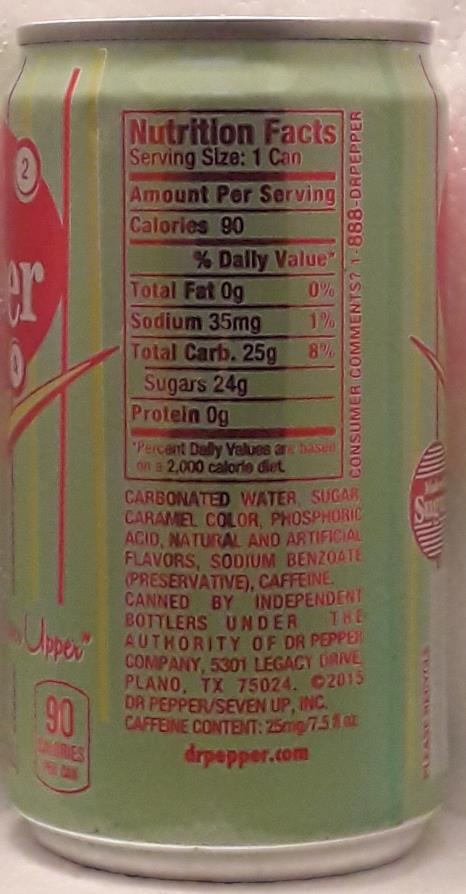 Nutrition Facts
Serving Size: 1 Can
Amount Per Serving
Calories 90
% Daily Value*
Total Fat 0g 0%
Sodium 35mg 1%
Total Carb. 25g 8%
Sugars 24g
Protein 0g
*Percent Daily Values are based
on a 2,000 calorie diet.
CONSUMER COMMENTS? 1-888-DRPEPPER
CARBONATED WATER, SUGAR,
CARAMEL COLOR, PHOSPHORIC
ACID, NATURAL AND ARTIFICIAL
FLAVORS, SODIUM BENZOATE
(PRESERVATIVE), CAFFEINE.
CANNED BY INDEPENDENT
BOTTLERS UNDER THE
AUTHORITY OF DR PEPPER
COMPANY, 5301 LEGACY DRIVE,
PLANO, TX 75024. ©2015
DR PEPPER/SEVEN UP, INC.
CAFFEINE CONTENT: 25mg/7.5 fl oz
drpepper.com
2
er
4
Upper"
90
CALORIES
PER CAN
PLEASE RECYCLE